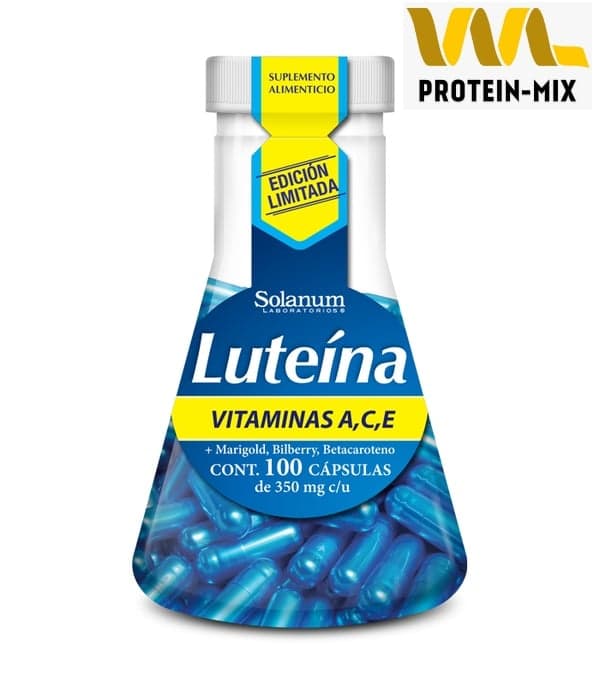 PROTEIN-MIX
SUPLEMENTO
ALIMENTICIO
EDICIÓN
LIMITADA
Solanum
LABORATORIOS®
Luteína
VITAMINAS A,C,E
+ Marigold, Bilberry, Betacaroteno
CONT. 100 CÁPSULAS
de 350 mg c/u